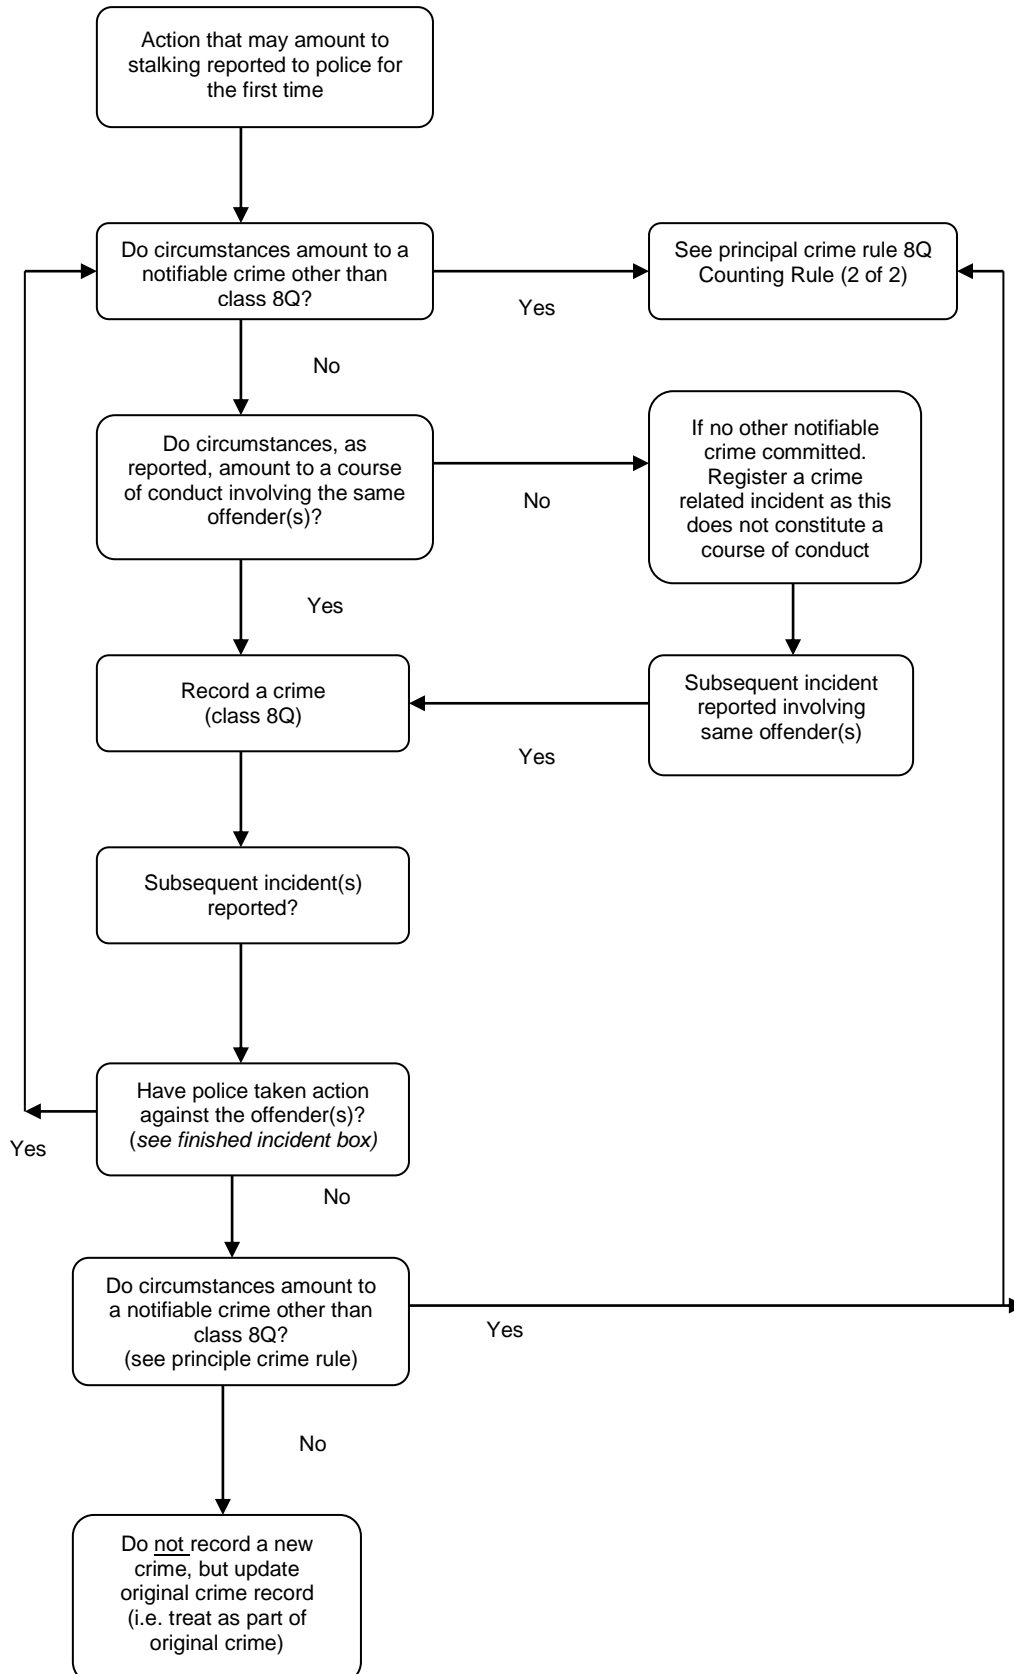 Action that may amount to
stalking reported to police for
the first time
Do circumstances amount to a
notifiable crime other than
class 8Q?
Yes
See principal crime rule 8Q
Counting Rule (2 of 2)
No
Do circumstances, as
reported, amount to a course
of conduct involving the same
offender(s)?
No
If no other notifiable
crime committed.
Register a crime
related incident as this
does not constitute a
course of conduct
Yes
Record a crime
(class 8Q)
Yes
Subsequent incident
reported involving
same offender(s)
Subsequent incident(s)
reported?
Have police taken action
against the offender(s)?
(see finished incident box)
Yes
No
Do circumstances amount to
a notifiable crime other than
class 8Q?
(see principle crime rule)
Yes
No
Do not record a new
crime, but update
original crime record
(i.e. treat as part of
original crime)